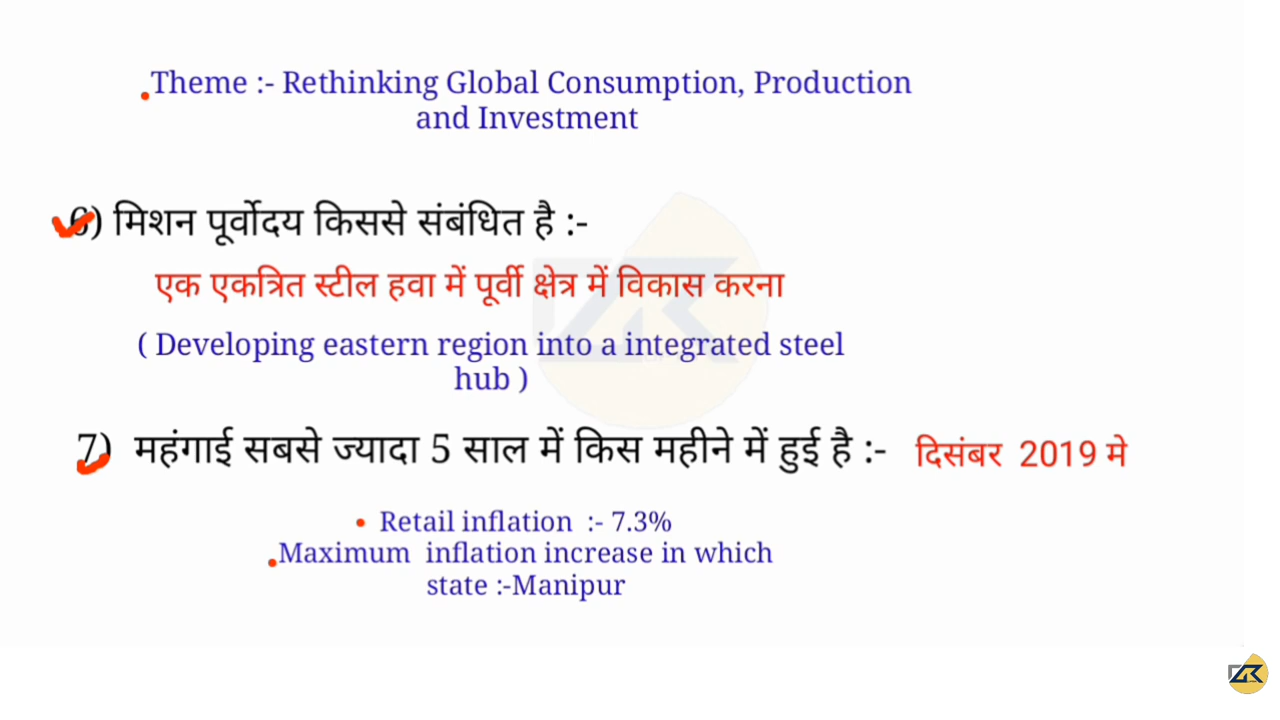 Theme :- Rethinking Global Consumption, Production
and Investment
6) मिशन पूर्वोदय किससे संबंधित है :-
एक एकत्रित स्टील हवा में पूर्वी क्षेत्र में विकास करना
( Developing eastern region into a integrated steel
hub )
7) महंगाई सबसे ज्यादा 5 साल में किस महीने में हुई है :- दिसंबर 2019 मे
• Retail inflation :- 7.3%
•Maximum inflation increase in which
state :-Manipur